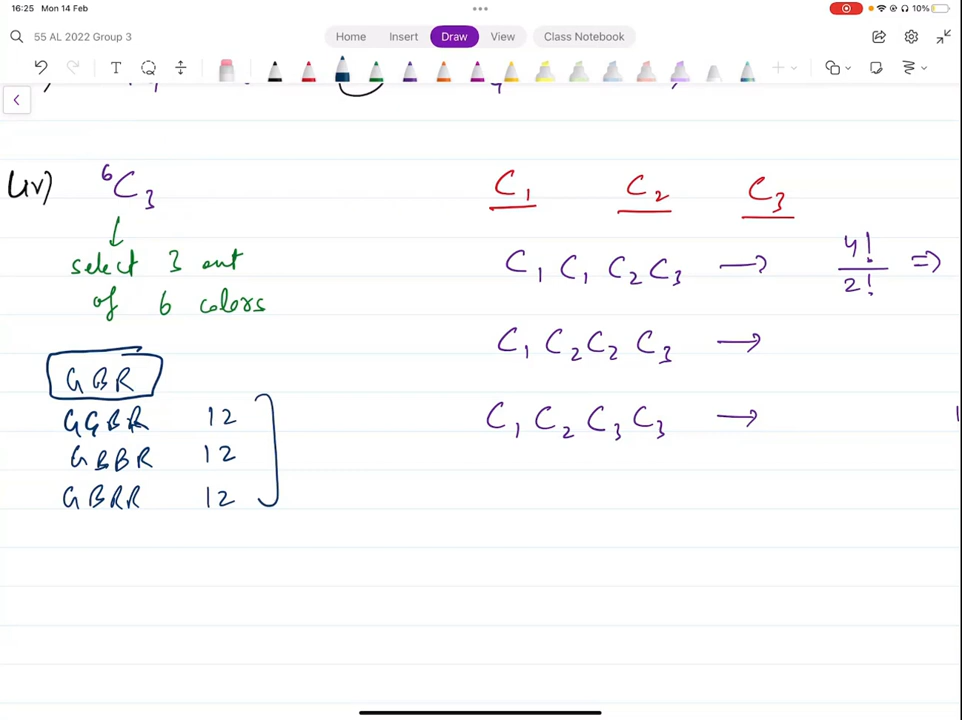 16:25 Mon 14 Feb
10%
55 AL 2022 Group 3
Home Insert Draw View Class Notebook
(iv) ⁶C₃
select 3 out
of 6 colors
GBR
GGBR 12
GBBR 12
GBRR 12
C₁ C₂ C₃
C₁ C₁ C₂ C₃ → 4!/2! ⇒
C₁ C₂ C₂ C₃ →
C₁ C₂ C₃ C₃ →